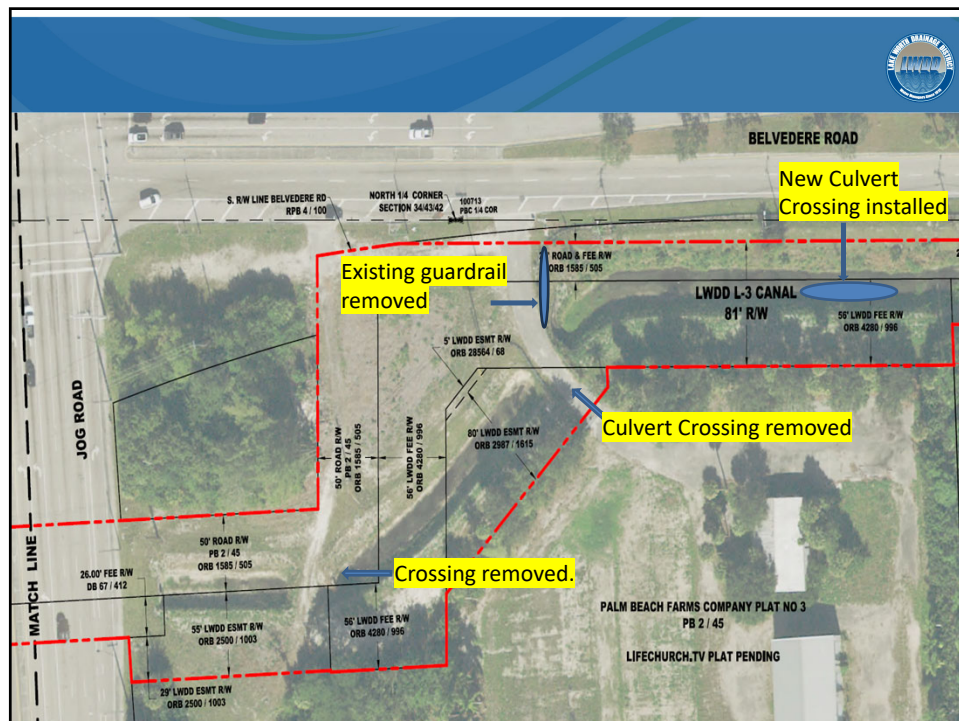 LAKE WORTH DRAINAGE DISTRICT
LWDD
BELVEDERE ROAD
New Culvert
Crossing installed
S. R/W LINE BELVEDERE RD
RPB 4 / 100
NORTH 1/4 CORNER
SECTION 34/43/42
100713
PBC 1/4 COR
Existing guardrail
removed
ROAD & FEE R/W
ORB 1585 / 505
2
LWDD L-3 CANAL
81' R/W
56' LWDD FEE R/W
ORB 4280 / 996
5' LWDD ESMT R/W
ORB 28564 / 68
JOG ROAD
50' ROAD R/W
PB 2 / 45
ORB 1585 / 505
56' LWDD FEE R/W
ORB 4280 / 996
80' LWDD ESMT R/W
ORB 2987 / 1615
Culvert Crossing removed
MATCH LINE
50' ROAD R/W
PB 2 / 45
ORB 1585 / 505
26.00' FEE R/W
DB 67 / 412
Crossing removed.
55' LWDD ESMT R/W
ORB 2500 / 1003
56' LWDD FEE R/W
ORB 4280 / 996
29' LWDD ESMT R/W
ORB 2500 / 1003
PALM BEACH FARMS COMPANY PLAT NO 3
PB 2 / 45
LIFECHURCH.TV PLAT PENDING